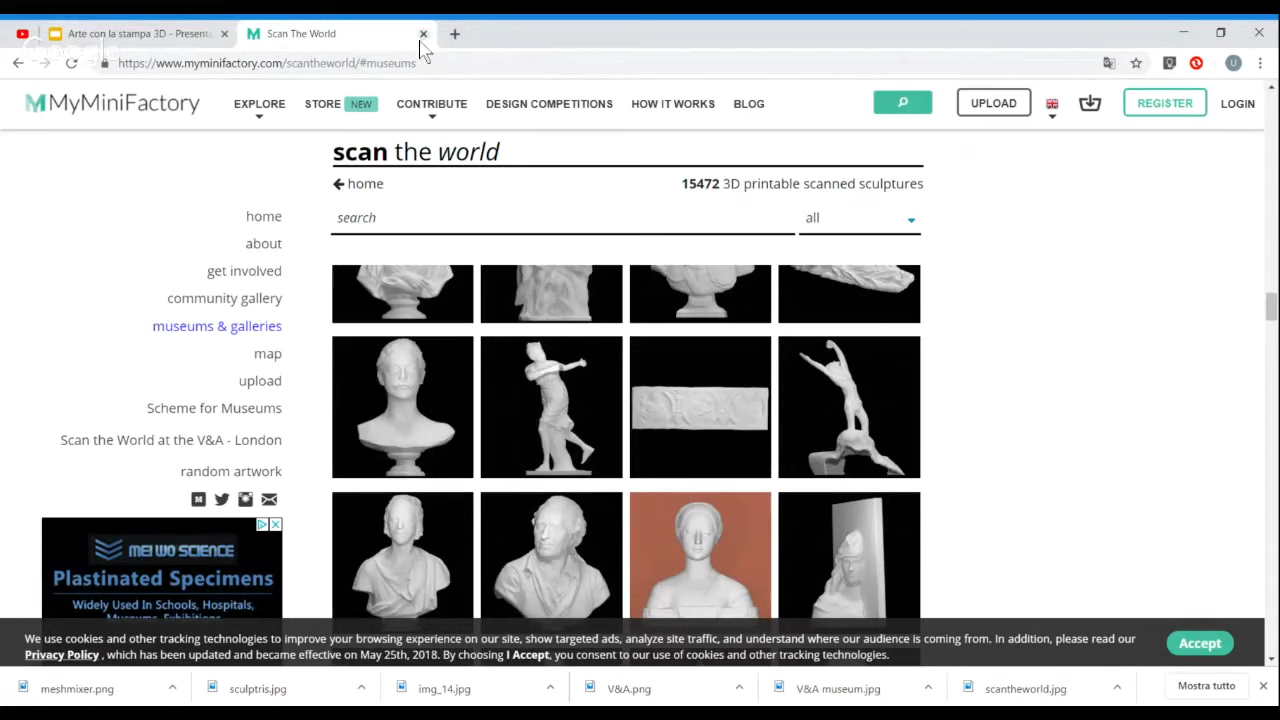 Arte con la stampa 3D - Present
Scan The World
Google
https://www.myminifactory.com/scantheworld/#museums
MyMiniFactory
EXPLORE
STORE NEW
CONTRIBUTE
DESIGN COMPETITIONS
HOW IT WORKS
BLOG
UPLOAD
REGISTER
LOGIN
scan the world
home
15472 3D printable scanned sculptures
search
all
home
about
get involved
community gallery
museums & galleries
map
upload
Scheme for Museums
Scan the World at the V&A - London
random artwork
MEI WO SCIENCE
Plastinated Specimens
Widely Used In Schools, Hospitals,
Museums, Exhibitions
We use cookies and other tracking technologies to improve your browsing experience on our site, show targeted ads, analyze site traffic, and understand where our audience is coming from. In addition, please read our
Privacy Policy , which has been updated and became effective on May 25th, 2018. By choosing I Accept, you consent to our use of cookies and other tracking technologies.
Accept
meshmixer.png
sculptris.jpg
img_14.jpg
V&A.png
V&A museum.jpg
scantheworld.jpg
Mostra tutto